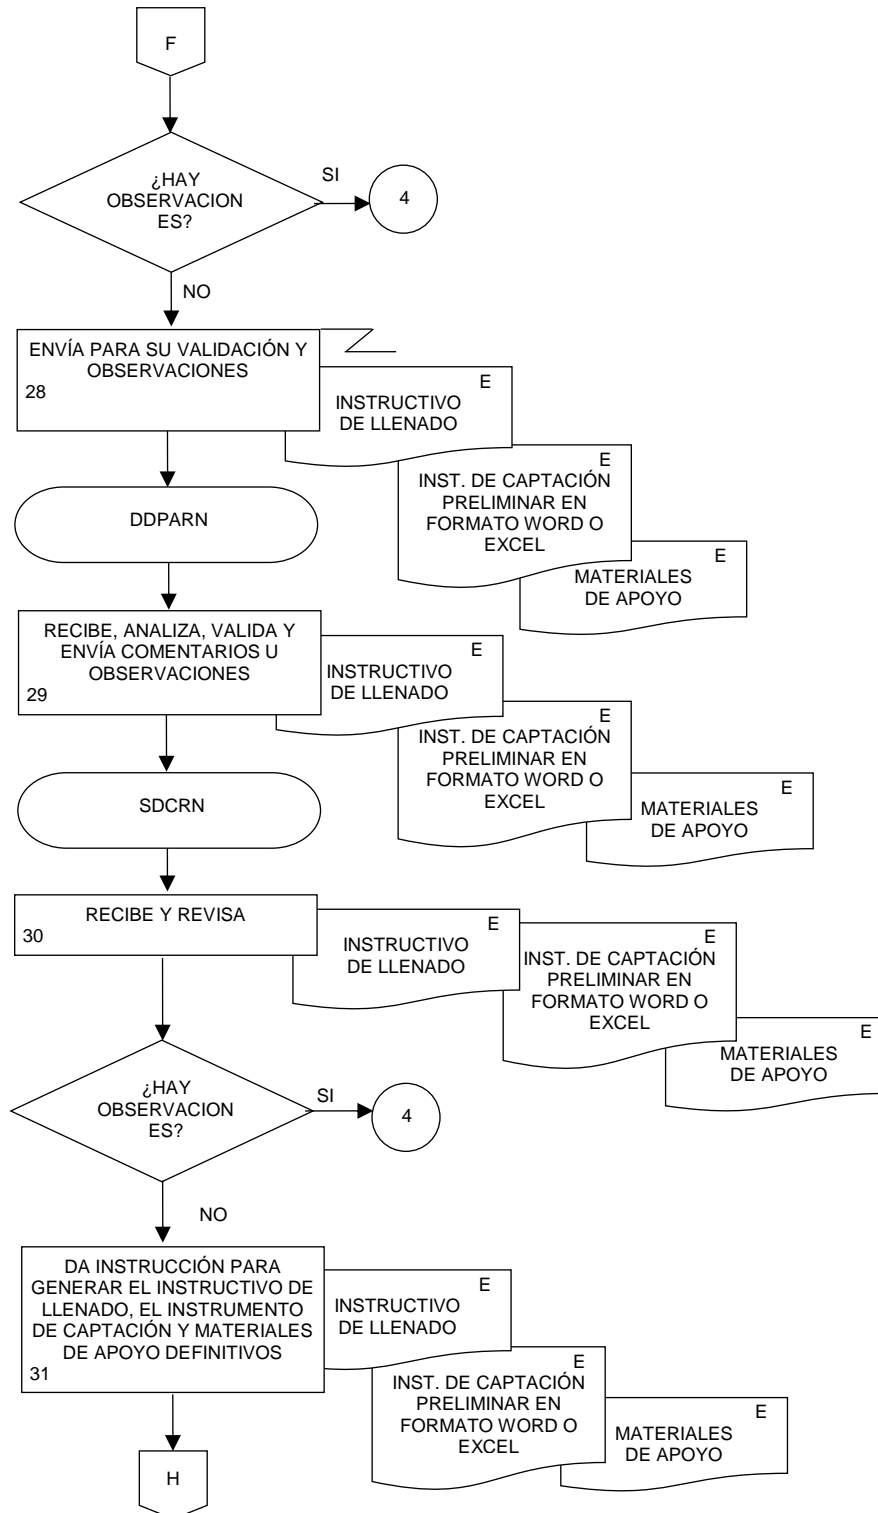 F
¿HAY
OBSERVACION
ES?
SI
4
NO
ENVÍA PARA SU VALIDACIÓN Y
OBSERVACIONES
28
E
INSTRUCTIVO
DE LLENADO
E
INST. DE CAPTACIÓN
PRELIMINAR EN
FORMATO WORD O
EXCEL
E
MATERIALES
DE APOYO
DDPARN
RECIBE, ANALIZA, VALIDA Y
ENVÍA COMENTARIOS U
OBSERVACIONES
29
E
INSTRUCTIVO
DE LLENADO
E
INST. DE CAPTACIÓN
PRELIMINAR EN
FORMATO WORD O
EXCEL
E
MATERIALES
DE APOYO
SDCRN
RECIBE Y REVISA
30
E
INSTRUCTIVO
DE LLENADO
E
INST. DE CAPTACIÓN
PRELIMINAR EN
FORMATO WORD O
EXCEL
E
MATERIALES
DE APOYO
¿HAY
OBSERVACION
ES?
SI
4
NO
DA INSTRUCCIÓN PARA
GENERAR EL INSTRUCTIVO DE
LLENADO, EL INSTRUMENTO
DE CAPTACIÓN Y MATERIALES
DE APOYO DEFINITIVOS
31
E
INSTRUCTIVO
DE LLENADO
E
INST. DE CAPTACIÓN
PRELIMINAR EN
FORMATO WORD O
EXCEL
E
MATERIALES
DE APOYO
H